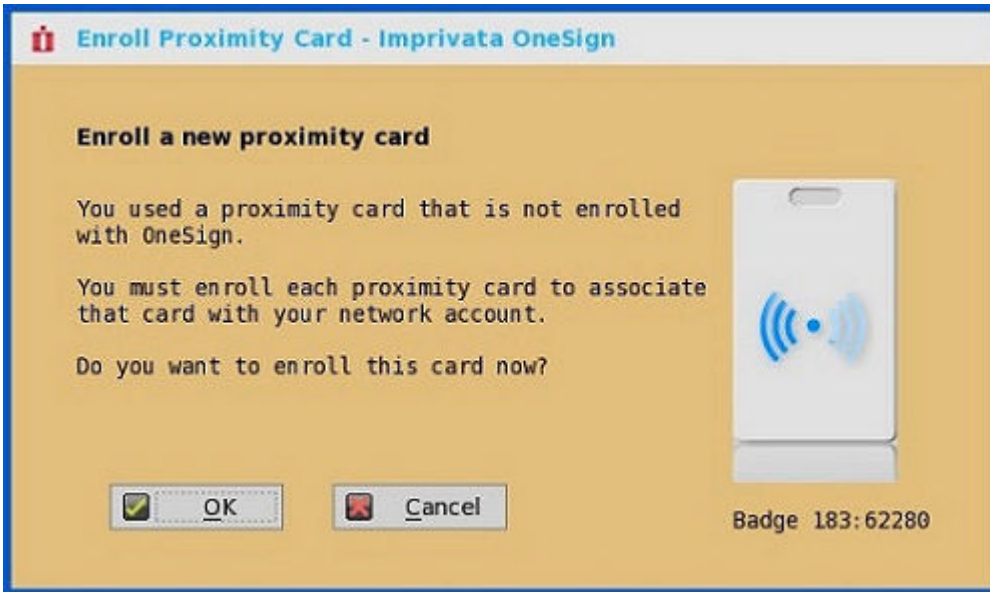 Enroll Proximity Card - Imprivata OneSign
Enroll a new proximity card
You used a proximity card that is not enrolled
with OneSign.
You must enroll each proximity card to associate
that card with your network account.
Do you want to enroll this card now?
OK
Cancel
Badge 183:62280